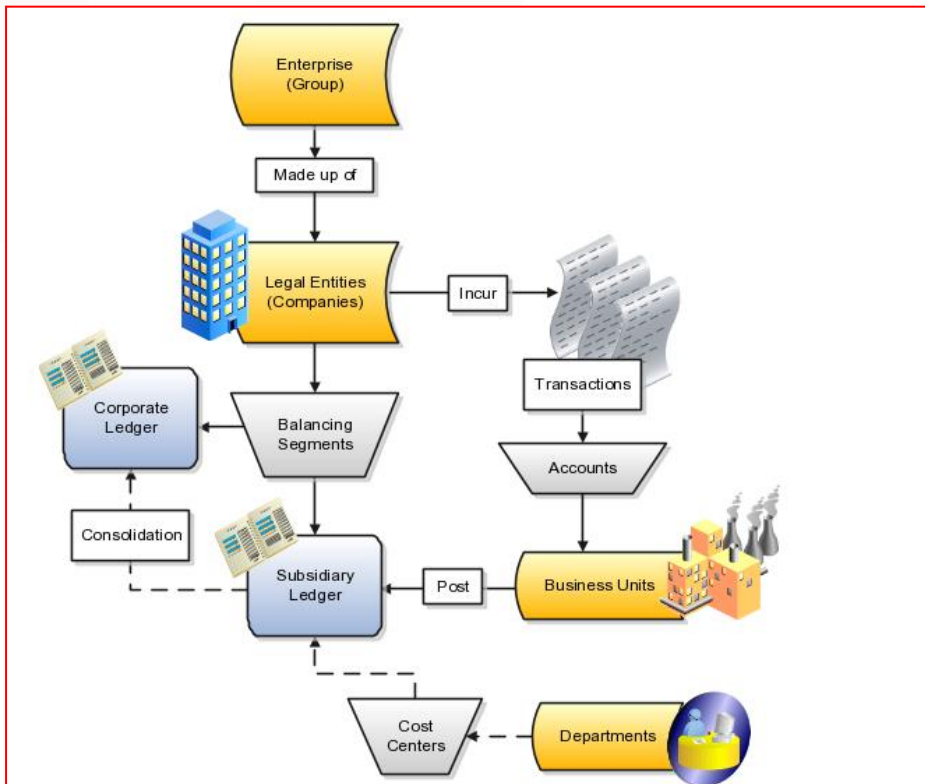 Enterprise
(Group)
Made up of
Legal Entities
(Companies)
Incur
Transactions
Corporate
Ledger
Balancing
Segments
Accounts
Consolidation
Subsidiary
Ledger
Post
Business Units
Cost
Centers
Departments